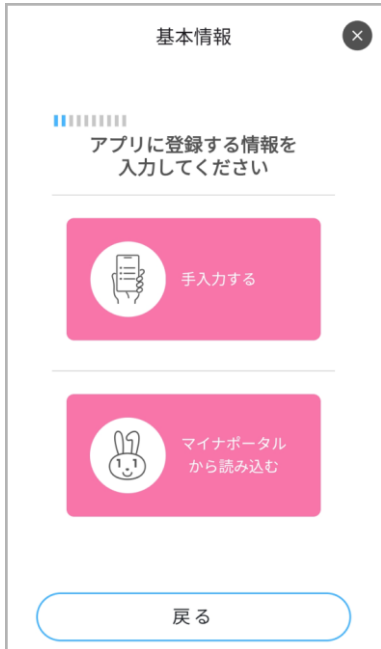 基本情報
アプリに登録する情報を
入力してください
手入力する
マイナポータル
から読み込む
戻る